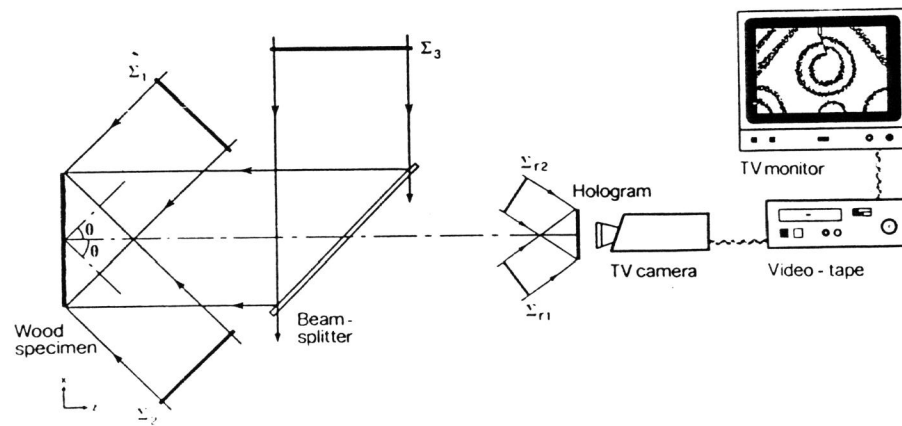 Σ1
Σ3
Σr2
Hologram
TV monitor
θ
θ
TV camera
Video - tape
Σr1
Wood
specimen
Beam-
splitter
x
z
Σ2